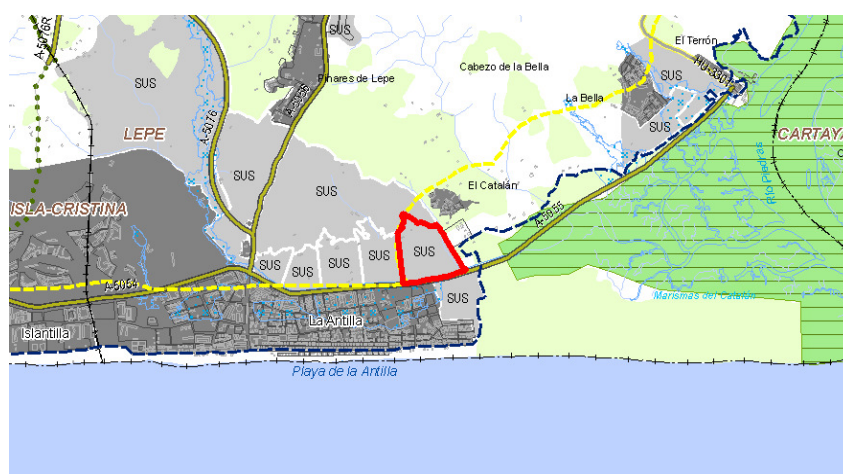 A-5076R
SUS
El Terrón
SUS
HU-3301
Cabezo de la Bella
SUS
Pinares de Lepe
A-5056
La Bella
A-5076
LEPE
SUS
CARTAYA
Río Piedras
SUS
El Catalán
ISLA-CRISTINA
SUS
A-5055
SUS
SUS
SUS
SUS
SUS
A-5054
SUS
Marismas del Catalán
La Antilla
Islantilla
Playa de la Antilla